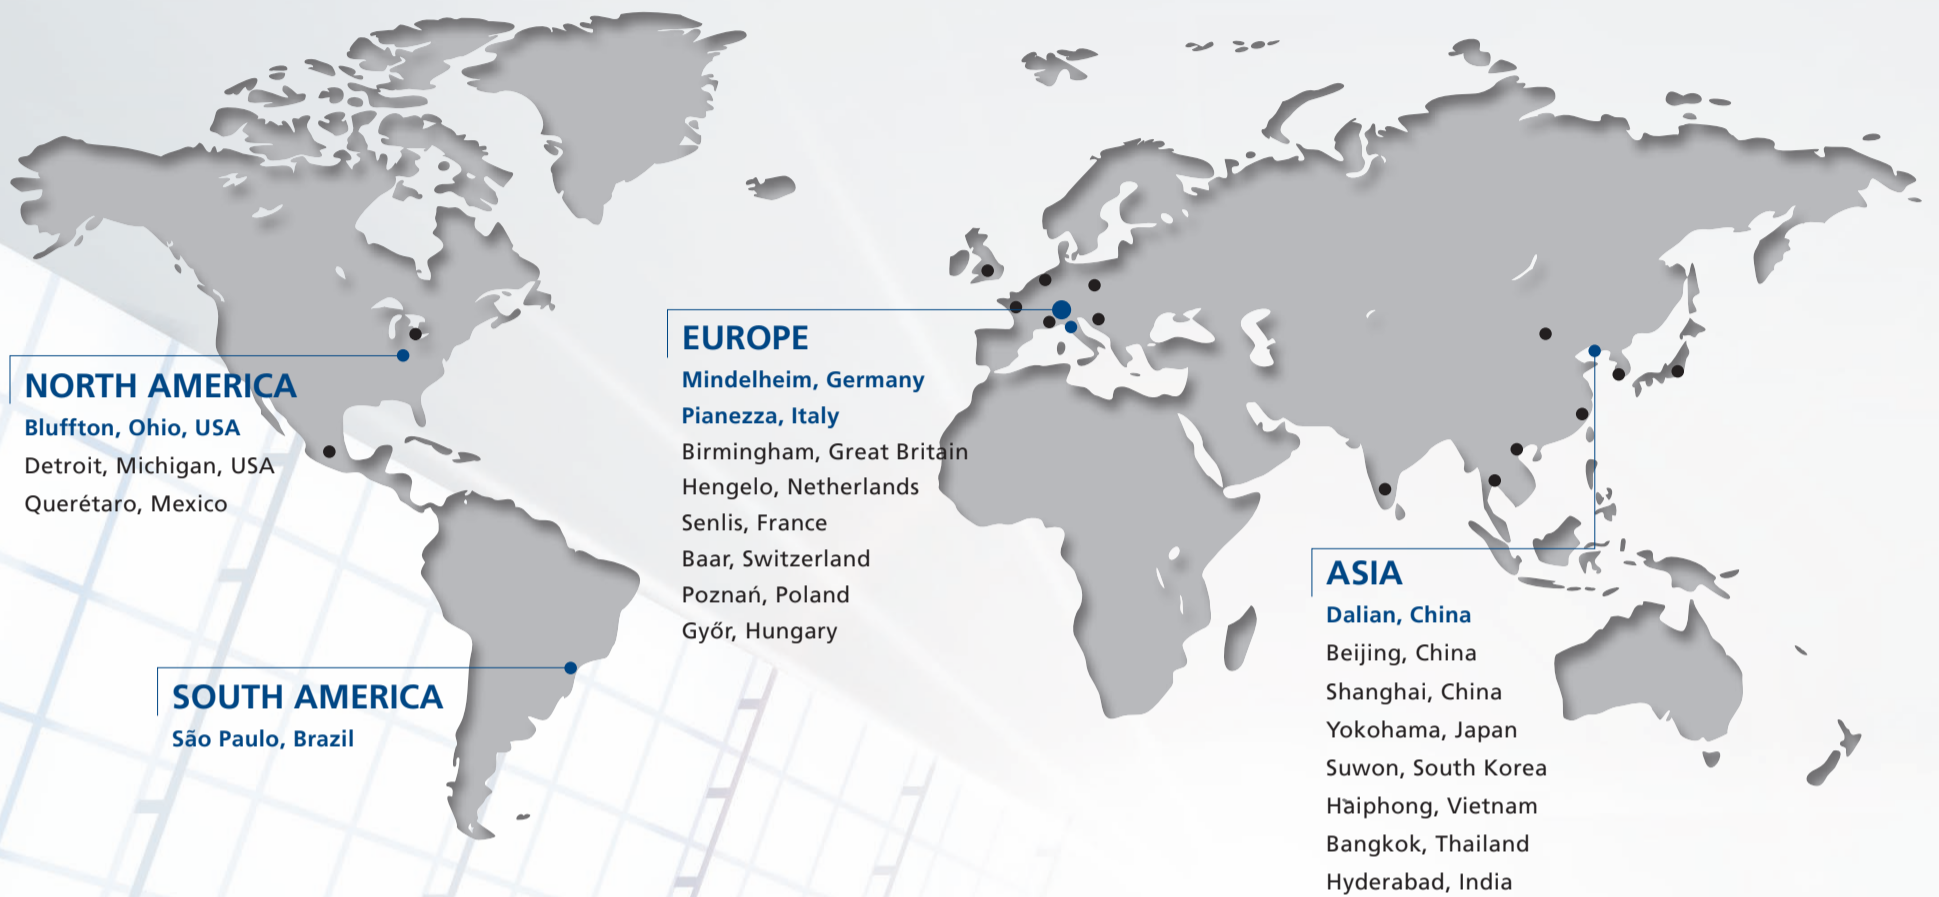 NORTH AMERICA
Bluffton, Ohio, USA
Detroit, Michigan, USA
Querétaro, Mexico
SOUTH AMERICA
São Paulo, Brazil
EUROPE
Mindelheim, Germany
Pianezza, Italy
Birmingham, Great Britain
Hengelo, Netherlands
Senlis, France
Baar, Switzerland
Poznań, Poland
Győr, Hungary
ASIA
Dalian, China
Beijing, China
Shanghai, China
Yokohama, Japan
Suwon, South Korea
Haiphong, Vietnam
Bangkok, Thailand
Hyderabad, India